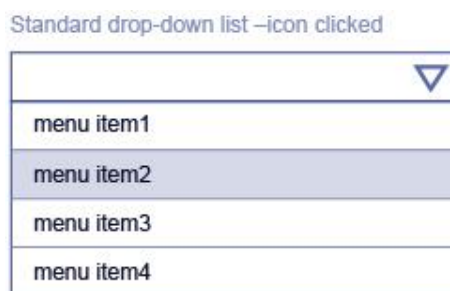 Standard drop-down list –icon clicked
menu item1
menu item2
menu item3
menu item4